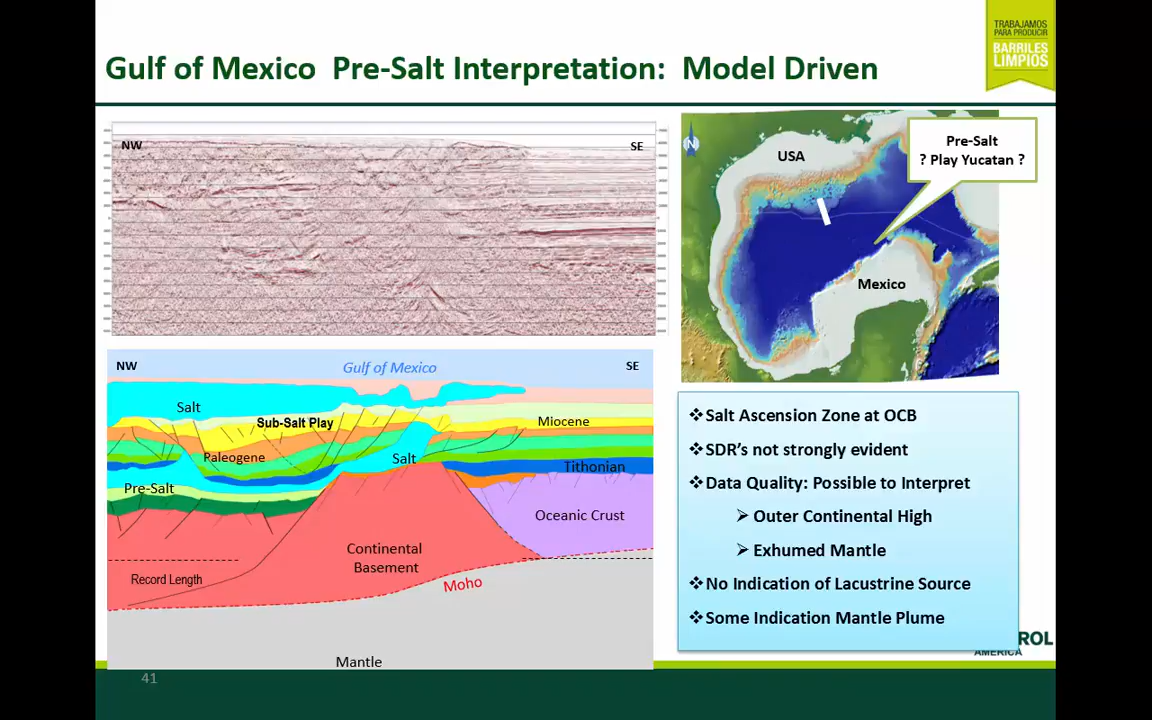 TRABAJAMOS
PARA PRODUCIR
BARRILES
LIMPIOS
Gulf of Mexico Pre-Salt Interpretation: Model Driven
NW
SE
N
USA
Pre-Salt
? Play Yucatan ?
Mexico
NW
Gulf of Mexico
SE
Salt
Sub-Salt Play
Miocene
Paleogene
Salt
Tithonian
Pre-Salt
Oceanic Crust
Continental
Basement
Record Length
Moho
Mantle
❖Salt Ascension Zone at OCB
❖SDR's not strongly evident
❖Data Quality: Possible to Interpret
➢ Outer Continental High
➢ Exhumed Mantle
❖No Indication of Lacustrine Source
❖Some Indication Mantle Plume
ROL
AMERICA
41